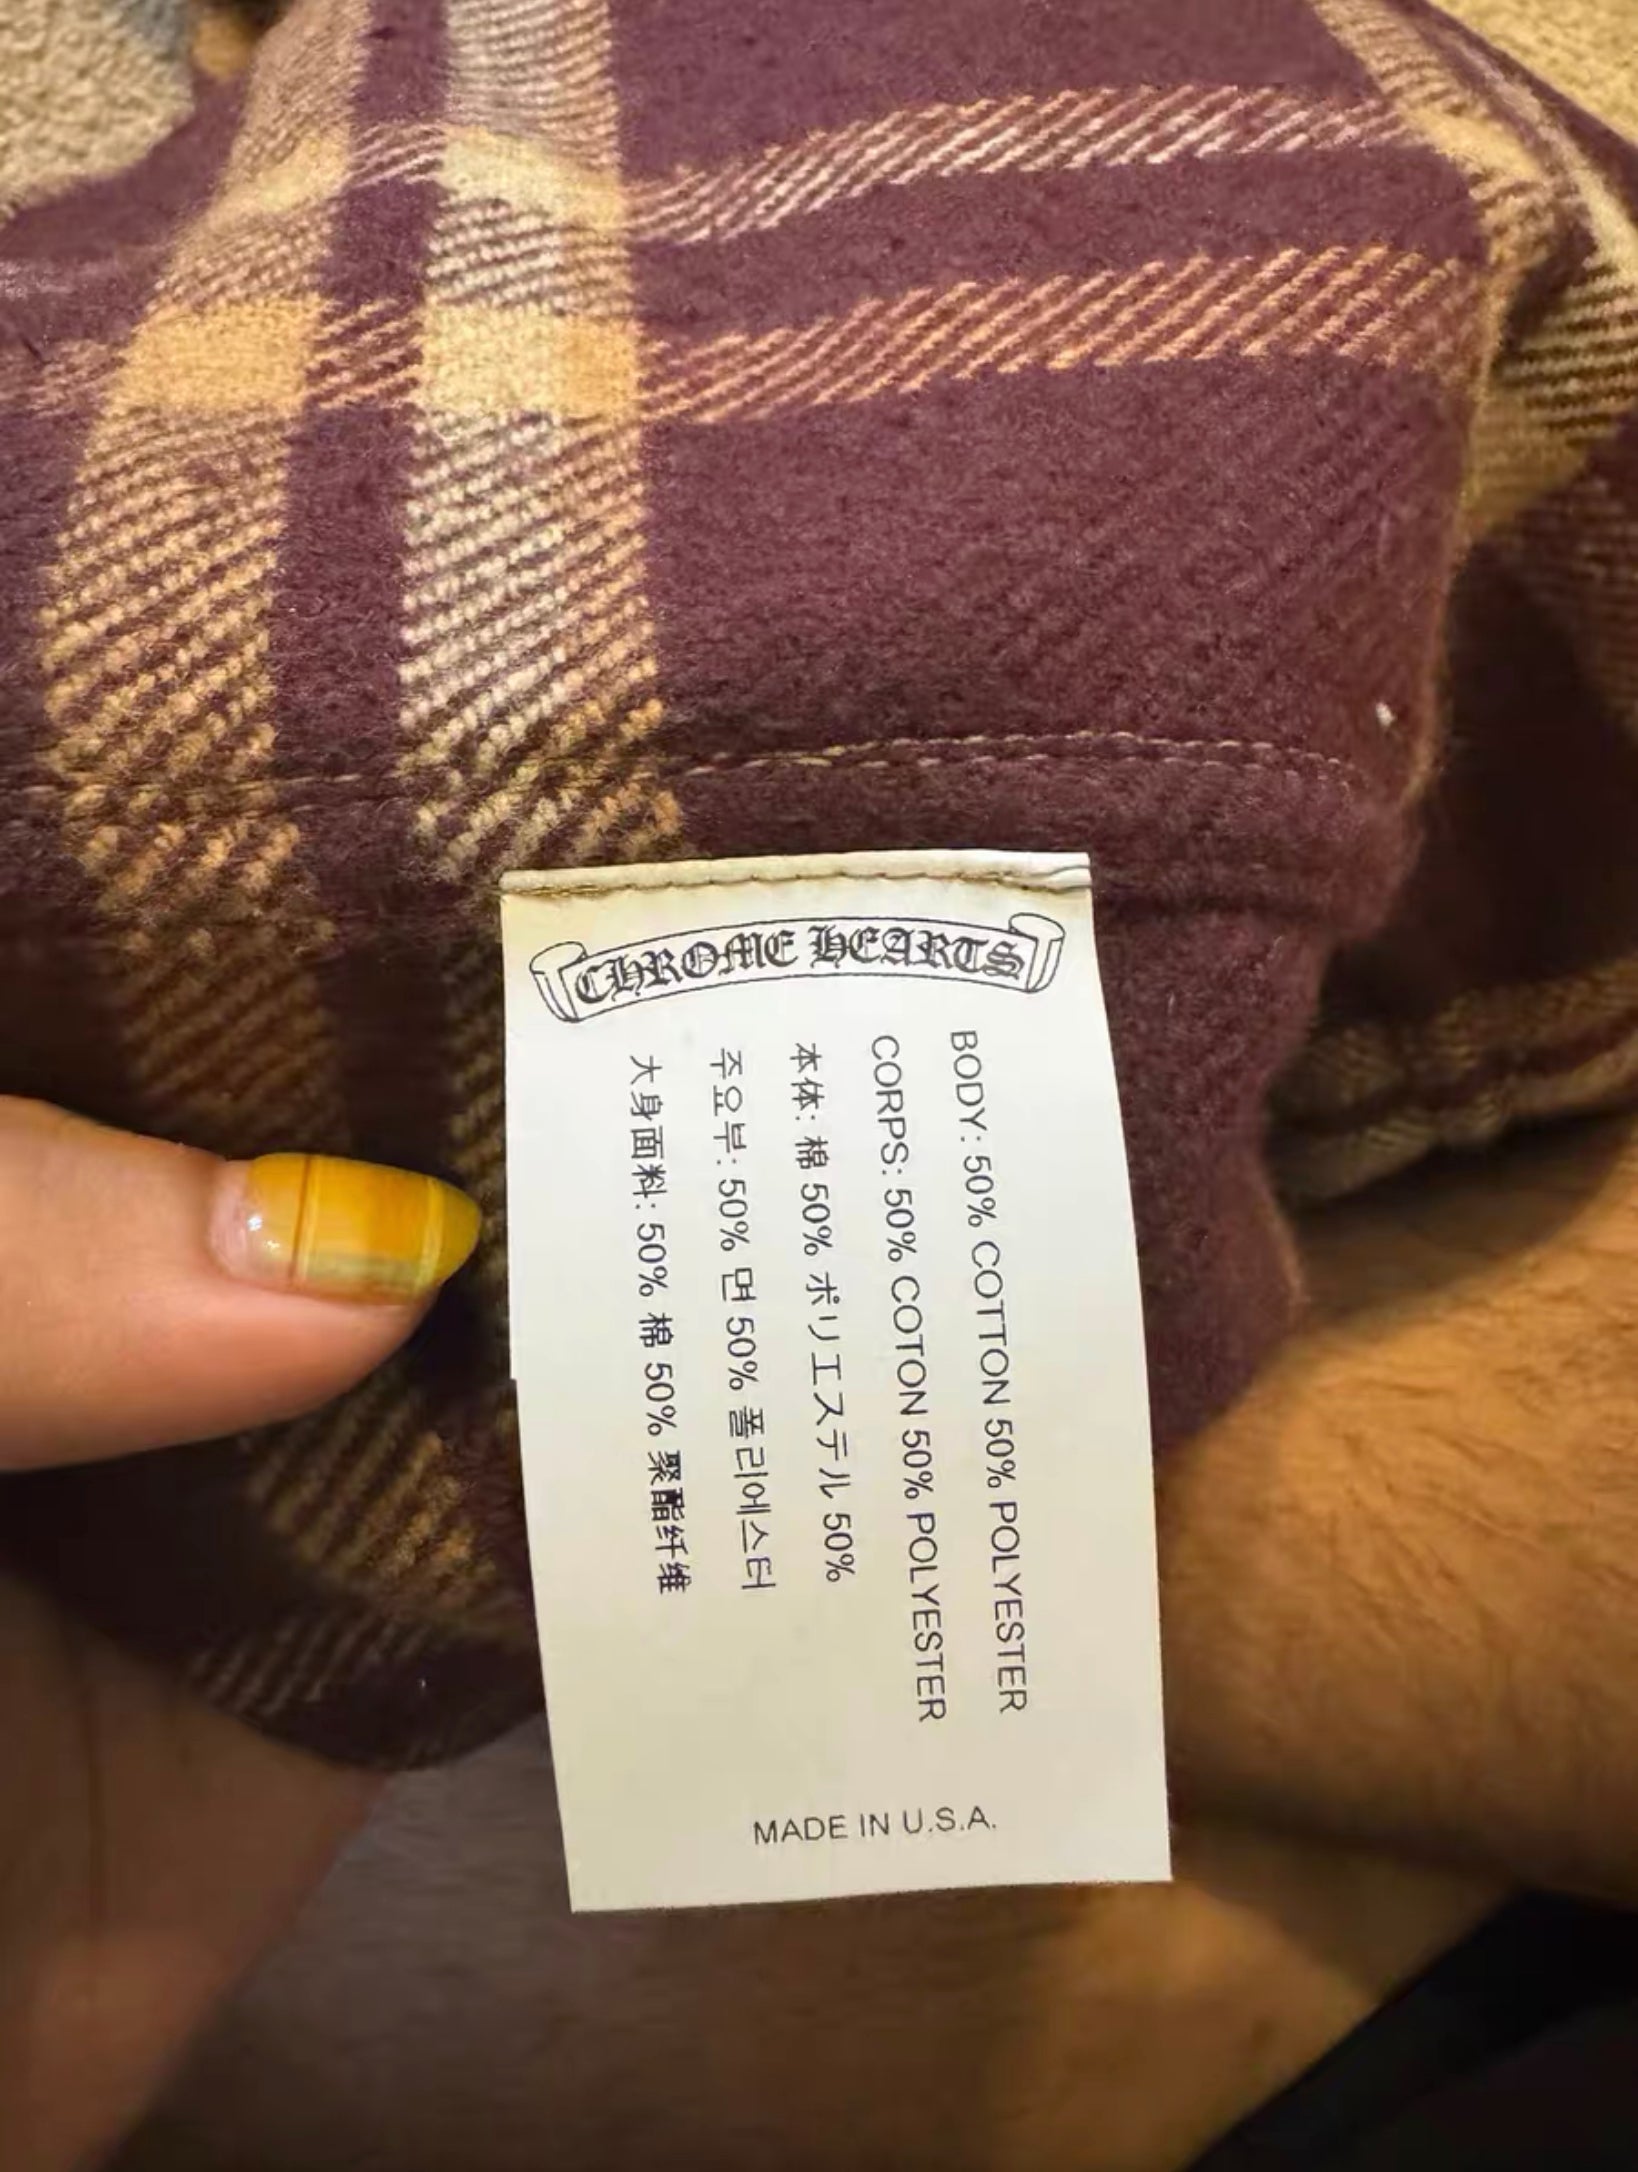 CHROME HEARTS
BODY: 50% COTTON 50% POLYESTER
CORPS: 50% COTON 50% POLYESTER
本体: 棉 50% ポリエステル 50%
주요부: 50% 면 50% 폴리에스터
大身面料: 50% 棉 50% 聚酯纤维
MADE IN U.S.A.